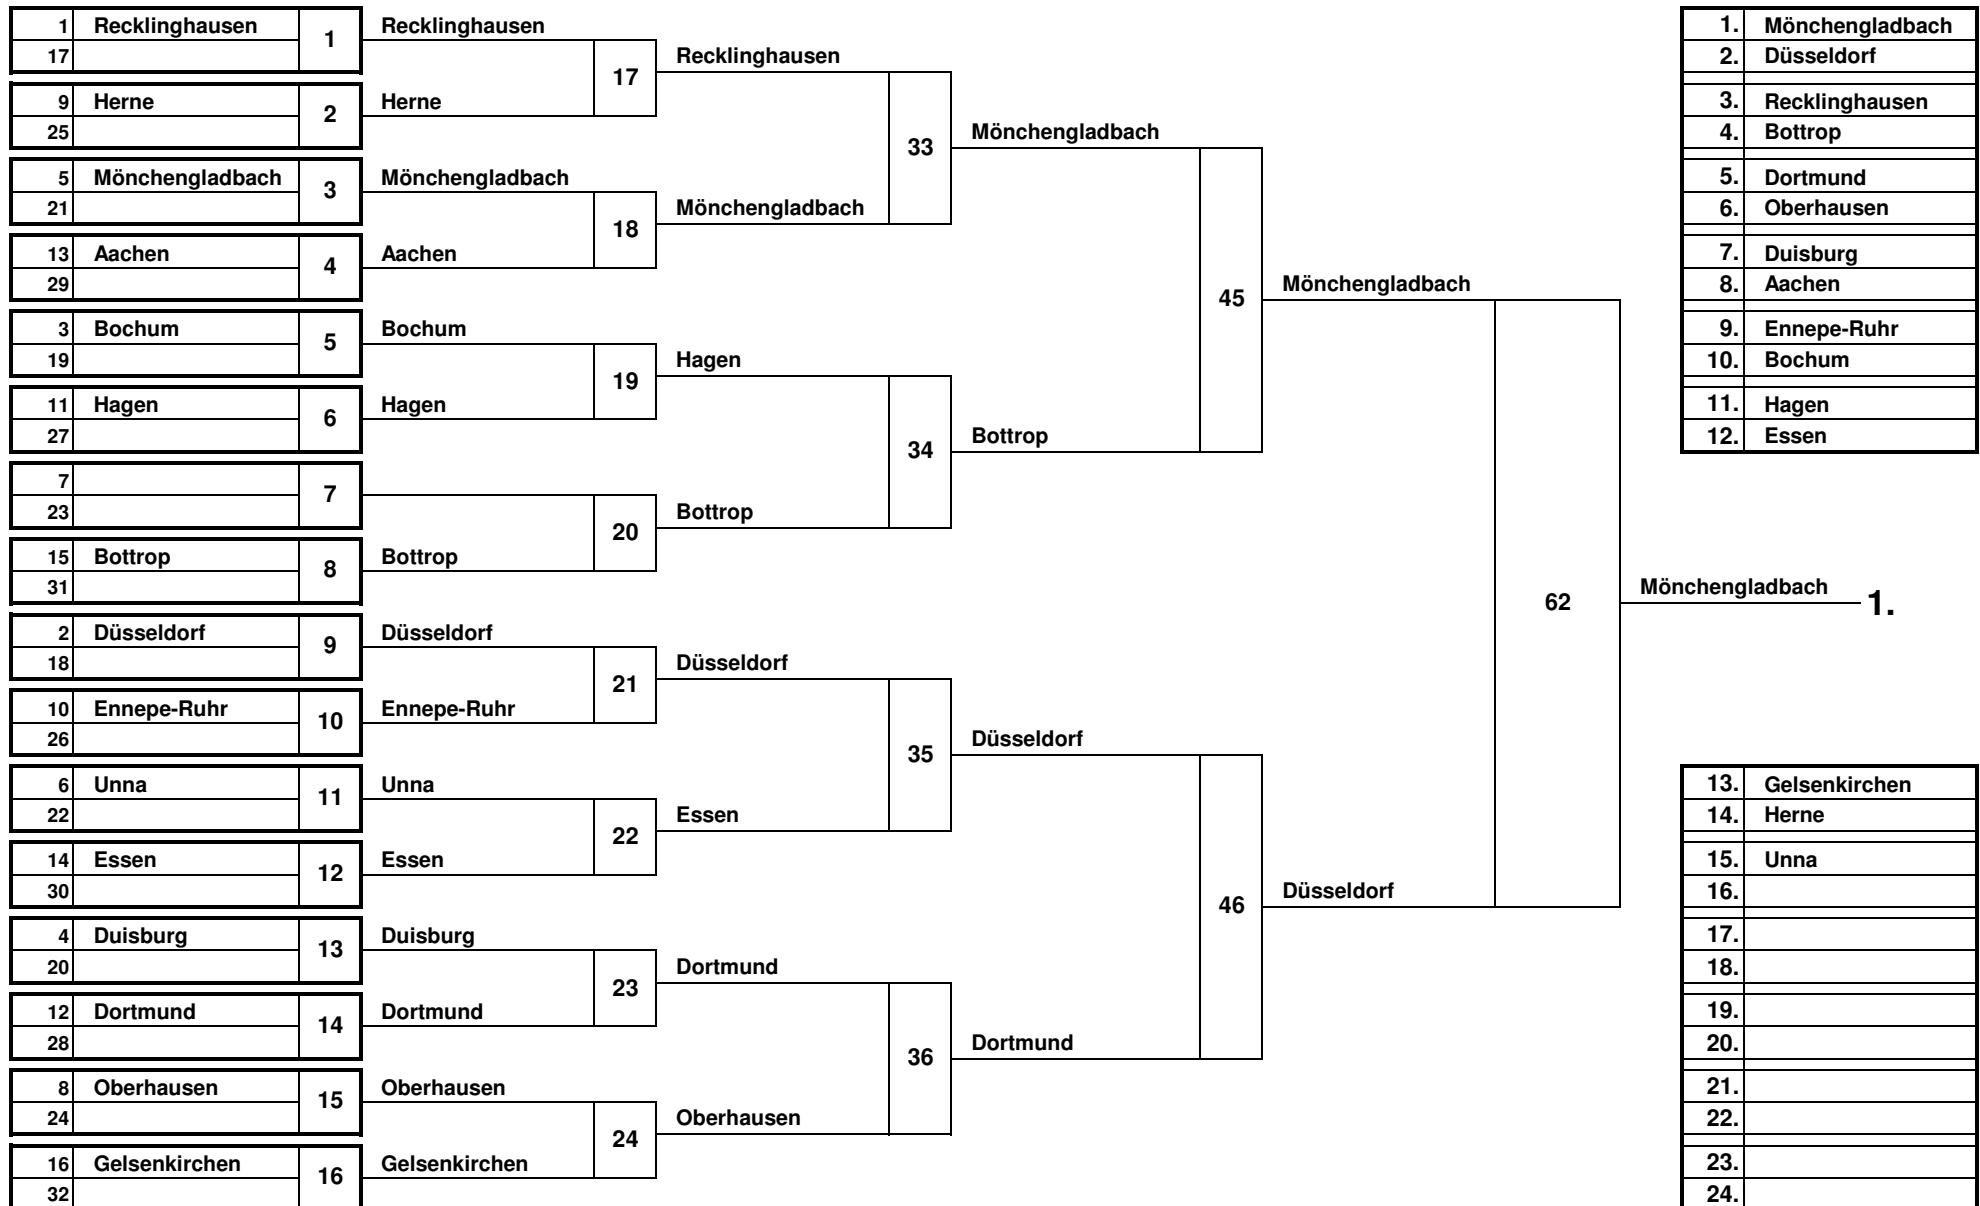 1 Recklinghausen 1 Recklinghausen
17
17 Recklinghausen
9 Herne 2 Herne
25
33 Mönchengladbach
5 Mönchengladbach 3 Mönchengladbach
21
18 Mönchengladbach
13 Aachen 4 Aachen
29
45 Mönchengladbach
3 Bochum 5 Bochum
19
19 Hagen
11 Hagen 6 Hagen
27
34 Bottrop
7 7
23
20 Bottrop
15 Bottrop 8 Bottrop
31
62 Mönchengladbach 1.
2 Düsseldorf 9 Düsseldorf
18
21 Düsseldorf
10 Ennepe-Ruhr 10 Ennepe-Ruhr
26
35 Düsseldorf
6 Unna 11 Unna
22
22 Essen
14 Essen 12 Essen
30
46 Düsseldorf
4 Duisburg 13 Duisburg
20
23 Dortmund
12 Dortmund 14 Dortmund
28
36 Dortmund
8 Oberhausen 15 Oberhausen
24
24 Oberhausen
16 Gelsenkirchen 16 Gelsenkirchen
32
1. Mönchengladbach
2. Düsseldorf
3. Recklinghausen
4. Bottrop
5. Dortmund
6. Oberhausen
7. Duisburg
8. Aachen
9. Ennepe-Ruhr
10. Bochum
11. Hagen
12. Essen
13. Gelsenkirchen
14. Herne
15. Unna
16.
17.
18.
19.
20.
21.
22.
23.
24.